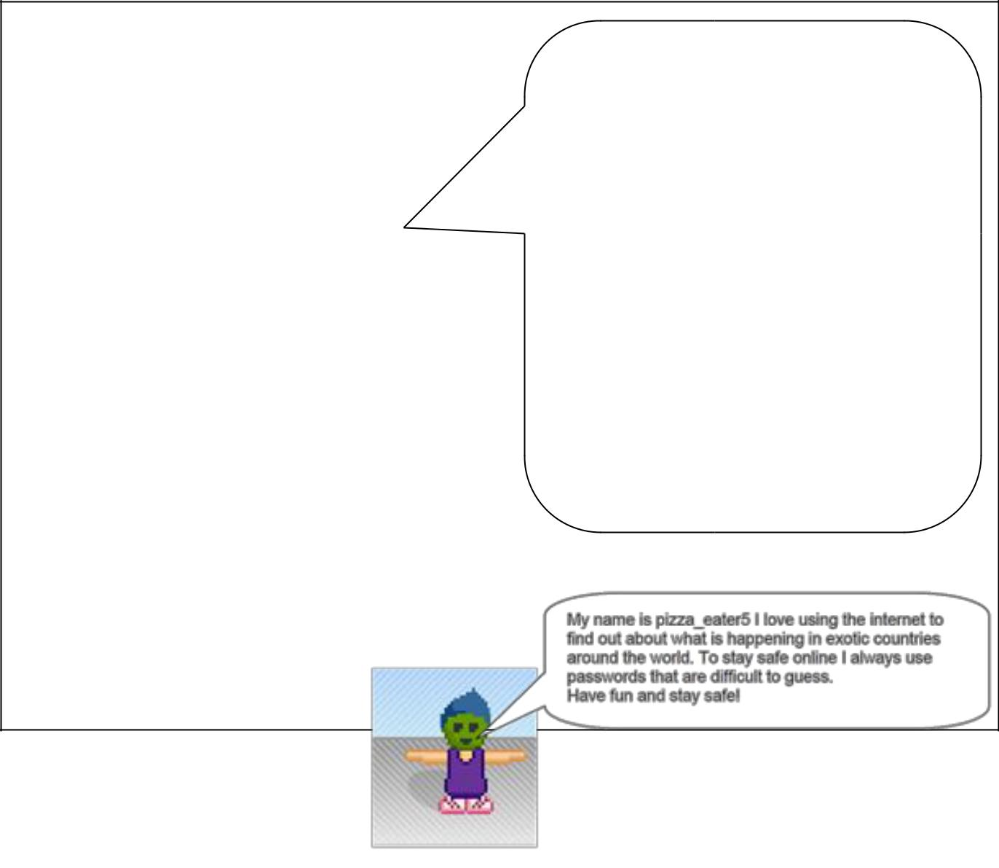 My name is pizza_eater5 I love using the internet to
find out about what is happening in exotic countries
around the world. To stay safe online I always use
passwords that are difficult to guess.
Have fun and stay safe!